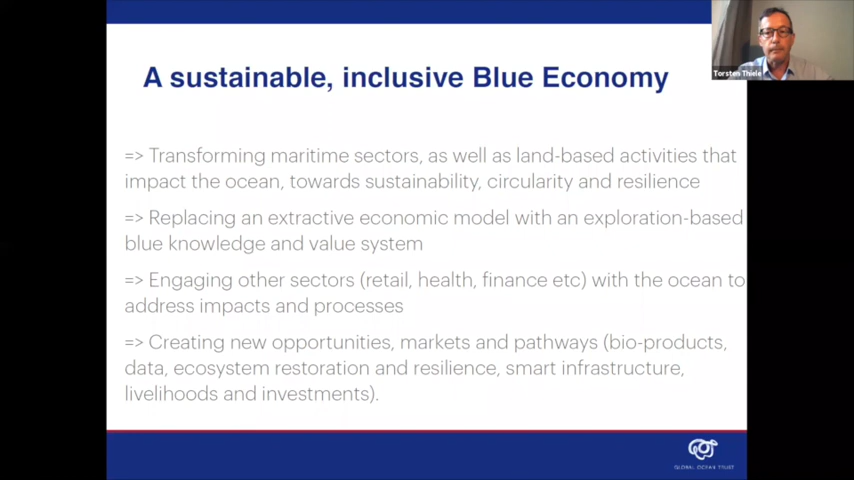 A sustainable, inclusive Blue Economy
Torsten Thiele
=> Transforming maritime sectors, as well as land-based activities that
impact the ocean, towards sustainability, circularity and resilience
=> Replacing an extractive economic model with an exploration-based
blue knowledge and value system
=> Engaging other sectors (retail, health, finance etc) with the ocean to
address impacts and processes
=> Creating new opportunities, markets and pathways (bio-products,
data, ecosystem restoration and resilience, smart infrastructure,
livelihoods and investments).
GLOBAL OCEAN TRUST